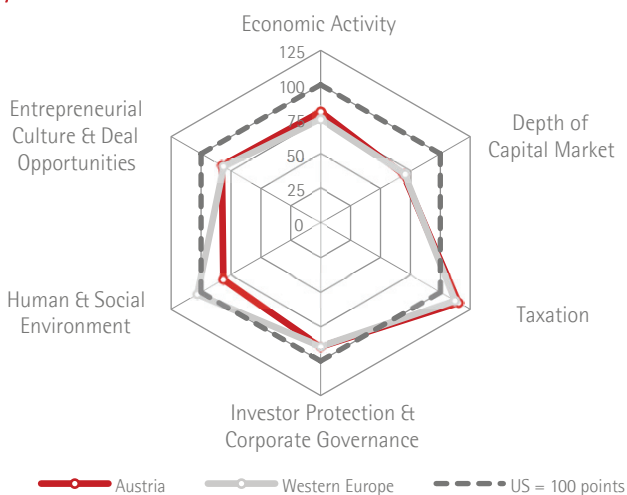 Economic Activity
125
100
75
50
25
0
Entrepreneurial
Culture & Deal
Opportunities
Depth of
Capital Market
Human & Social
Environment
Taxation
Investor Protection &
Corporate Governance
Austria
Western Europe
US = 100 points